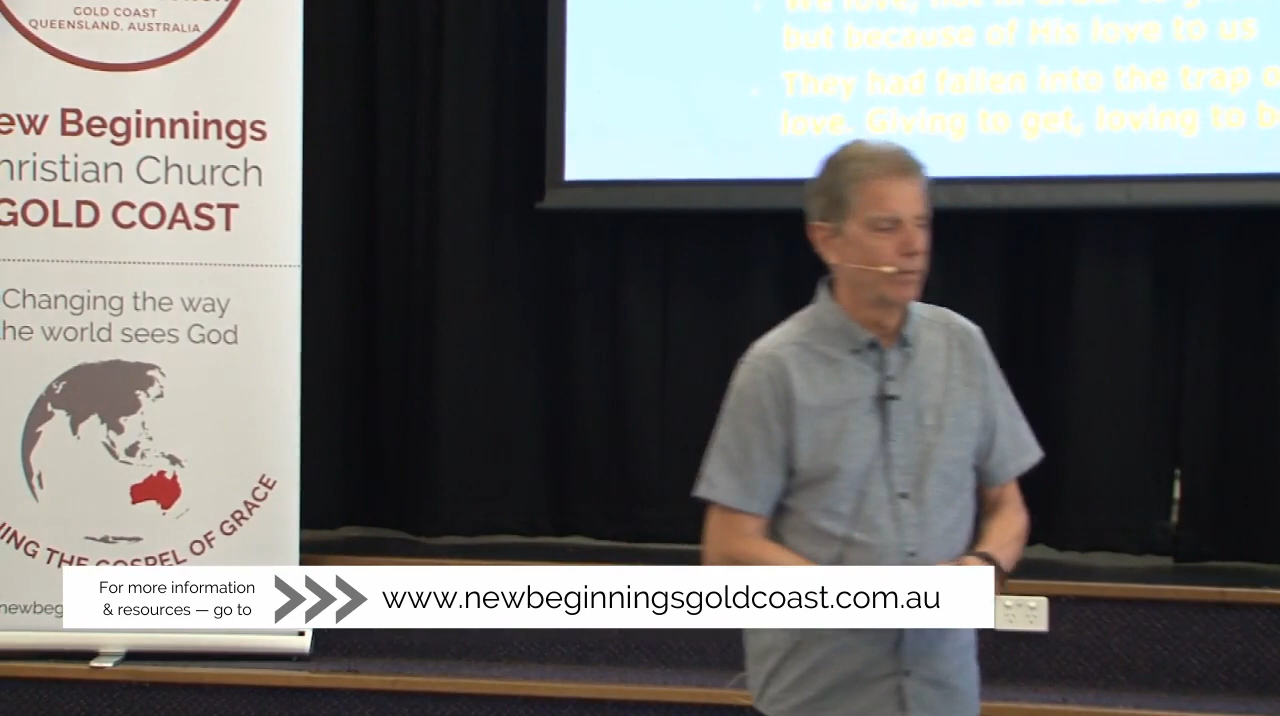 GOLD COAST
QUEENSLAND, AUSTRALIA
ew Beginnings
hristian Church
GOLD COAST
Changing the way
he world sees God
ING THE GOSPEL OF GRACE
newbeg
but because of His love to us
They had fallen into the trap o
love. Giving to get, loving to b
For more information
& resources — go to
www.newbeginningsgoldcoast.com.au